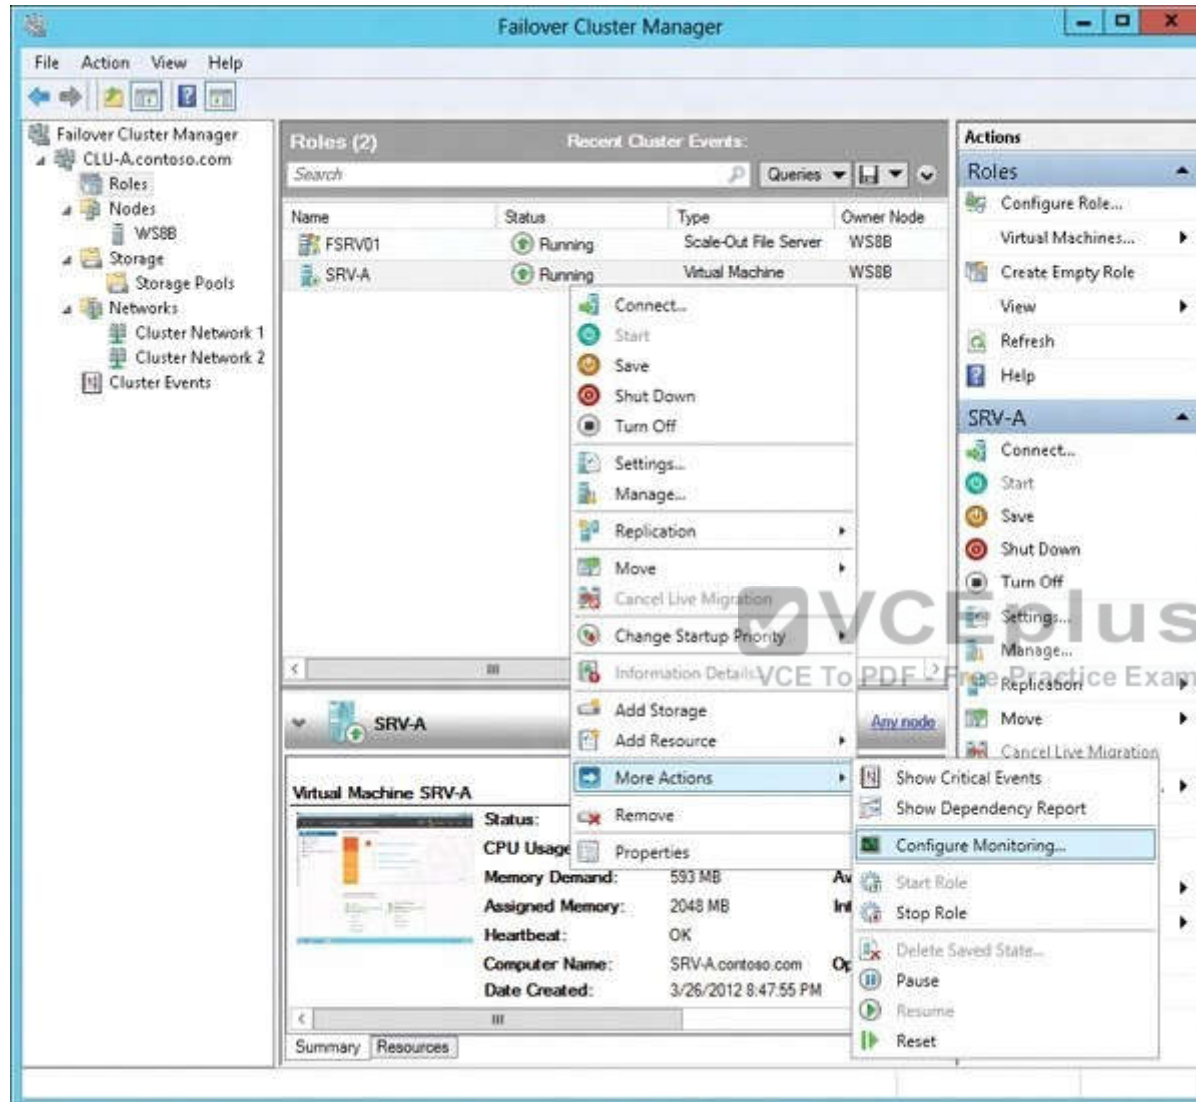 Failover Cluster Manager
File Action View Help
Failover Cluster Manager
CLU-A.contoso.com
Roles
Nodes
WS8B
Storage
Storage Pools
Networks
Cluster Network 1
Cluster Network 2
Cluster Events
Roles (2) Recent Cluster Events:
Search Queries
Name Status Type Owner Node
FSRV01 Running Scale-Out File Server WS8B
SRV-A Running Virtual Machine WS8B
Connect...
Start
Save
Shut Down
Turn Off
Settings...
Manage...
Replication
Move
Cancel Live Migration
Change Startup Priority
Information Details
Add Storage
Add Resource
More Actions
Remove
Properties
Show Critical Events
Show Dependency Report
Configure Monitoring...
Start Role
Stop Role
Delete Saved State...
Pause
Resume
Reset
SRV-A Any node
Virtual Machine SRV-A
Status:
CPU Usage
Memory Demand: 593 MB
Assigned Memory: 2048 MB
Heartbeat: OK
Computer Name: SRV-A.contoso.com
Date Created: 3/26/2012 8:47:55 PM
Summary Resources
Actions
Roles
Configure Role...
Virtual Machines...
Create Empty Role
View
Refresh
Help
SRV-A
Connect...
Start
Save
Shut Down
Turn Off
Settings...
Manage...
Replication
Move
Cancel Live Migration
VCEplus
VCE To PDF - Free Practice Exam